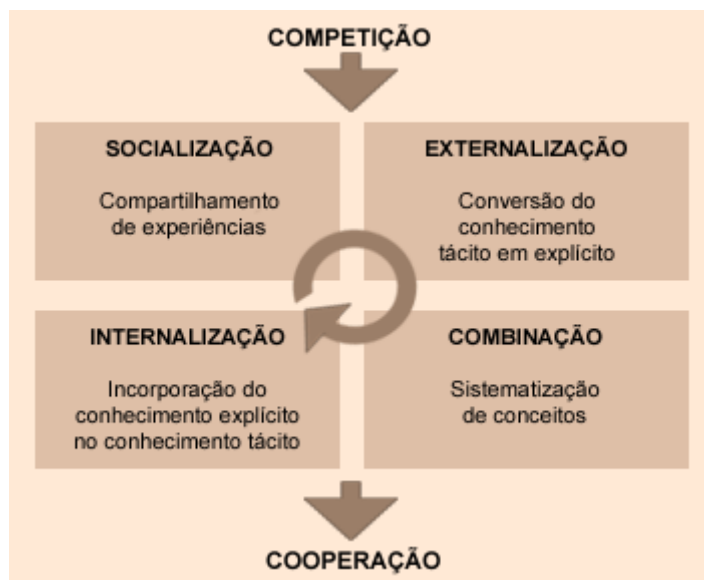 COMPETIÇÃO
SOCIALIZAÇÃO
Compartilhamento
de experiências
EXTERNALIZAÇÃO
Conversão do
conhecimento
tácito em explícito
INTERNALIZAÇÃO
Incorporação do
conhecimento explícito
no conhecimento tácito
COMBINAÇÃO
Sistematização
de conceitos
COOPERAÇÃO